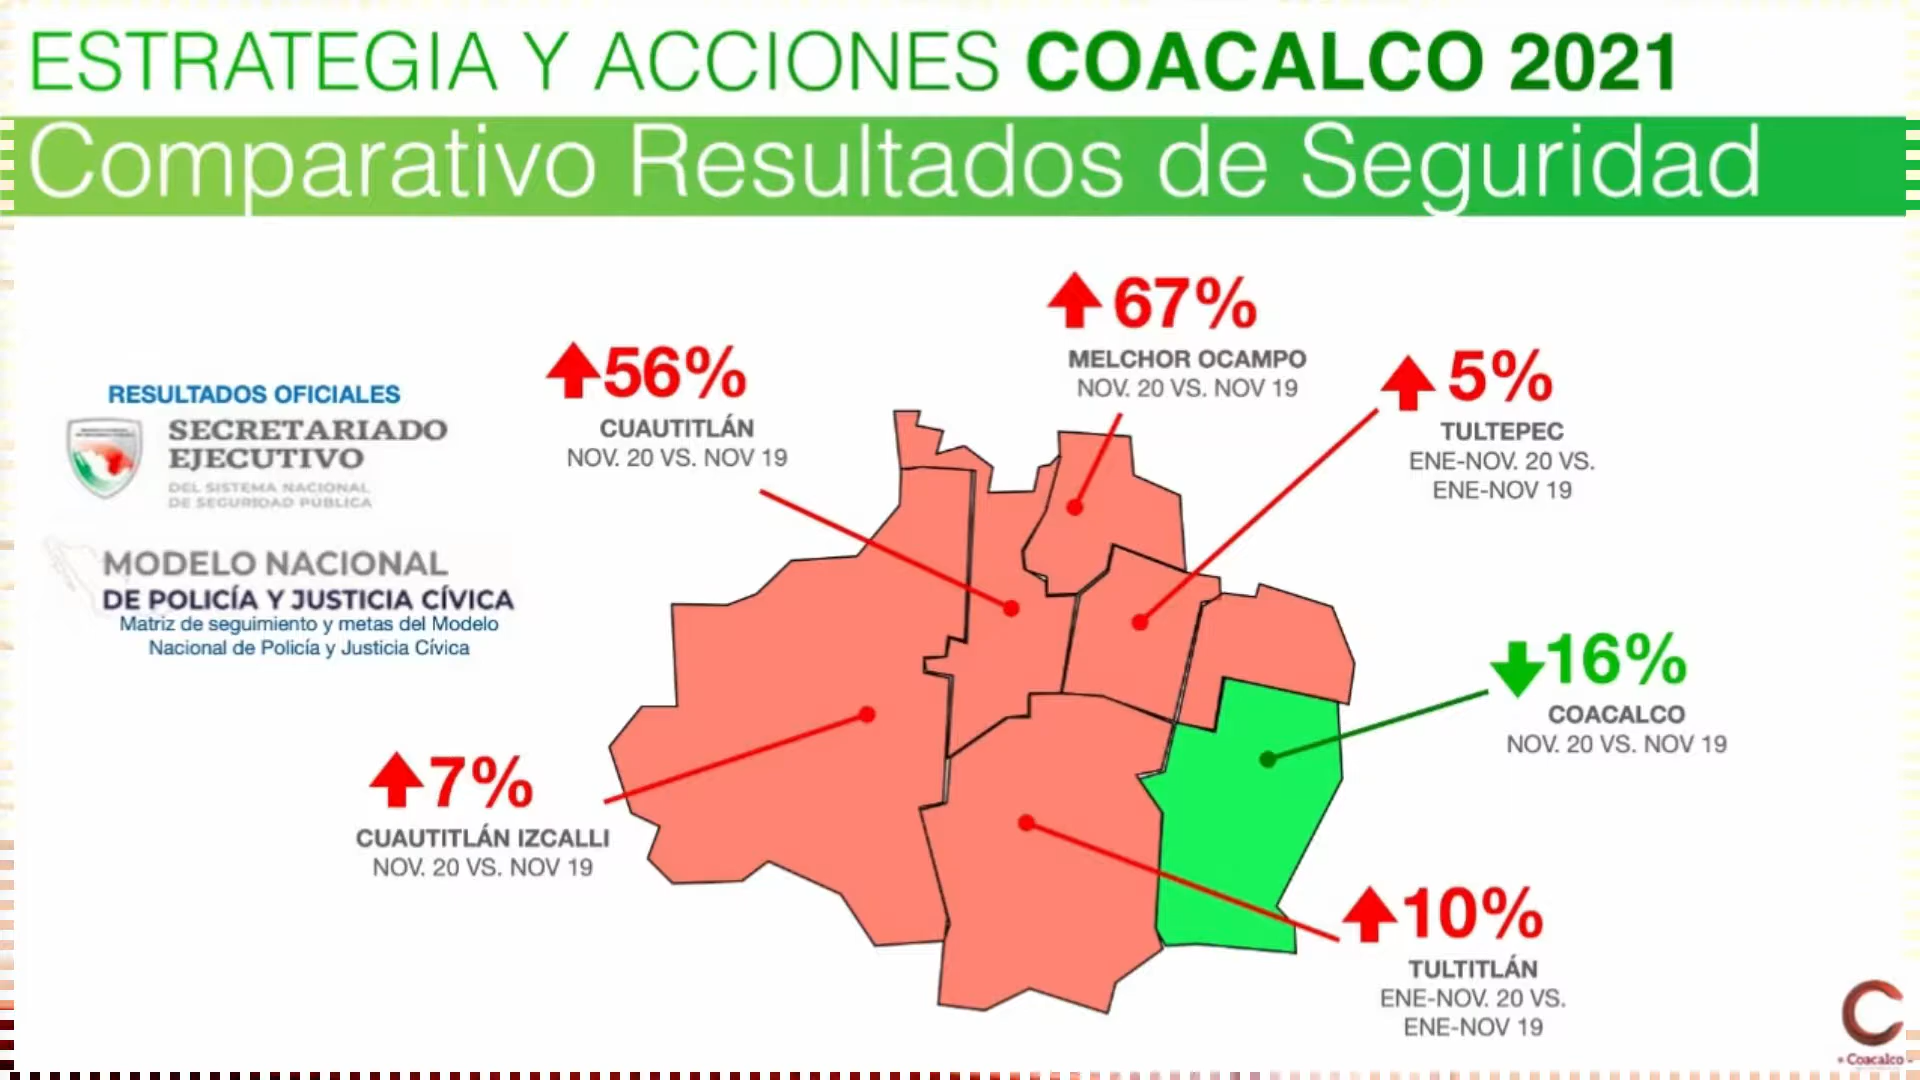 ESTRATEGIA Y ACCIONES COACALCO 2021
Comparativo Resultados de Seguridad
RESULTADOS OFICIALES
SECRETARIADO
EJECUTIVO
DEL SISTEMA NACIONAL
DE SEGURIDAD PÚBLICA
MODELO NACIONAL
DE POLICÍA Y JUSTICIA CÍVICA
Matriz de seguimiento y metas del Modelo
Nacional de Policía y Justicia Cívica
56%
CUAUTITLÁN
NOV. 20 VS. NOV 19
67%
MELCHOR OCAMPO
NOV. 20 VS. NOV 19
5%
TULTEPEC
ENE-NOV. 20 VS.
ENE-NOV 19
16%
COACALCO
NOV. 20 VS. NOV 19
7%
CUAUTITLÁN IZCALLI
NOV. 20 VS. NOV 19
10%
TULTITLÁN
ENE-NOV. 20 VS.
ENE-NOV 19
Coacalco